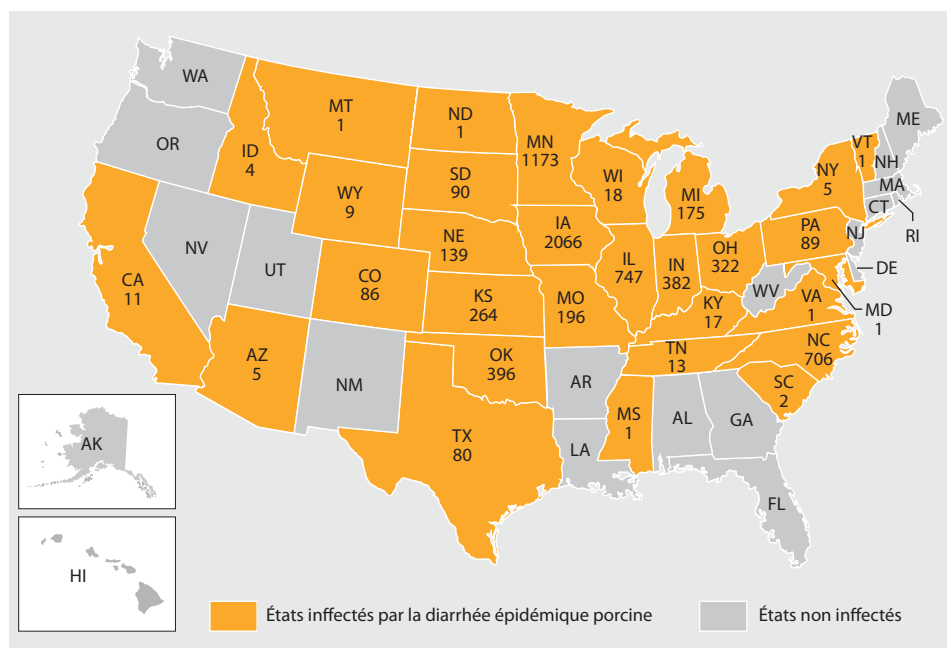 WA
MT
1
ND
1
MN
1173
ME
OR
ID
4
VT
1
NH
SD
90
WI
18
NY
5
MA
WY
9
MI
175
CT
RI
NE
139
IA
2066
PA
89
NJ
NV
UT
CO
86
IL
747
IN
382
OH
322
DE
CA
11
KS
264
MO
196
WV
VA
1
MD
1
KY
17
AZ
5
NM
OK
396
TN
13
NC
706
AR
SC
2
MS
1
AL
GA
TX
80
LA
AK
FL
HI
États inffectés par la diarrhée épidémique porcine
États non inffectés